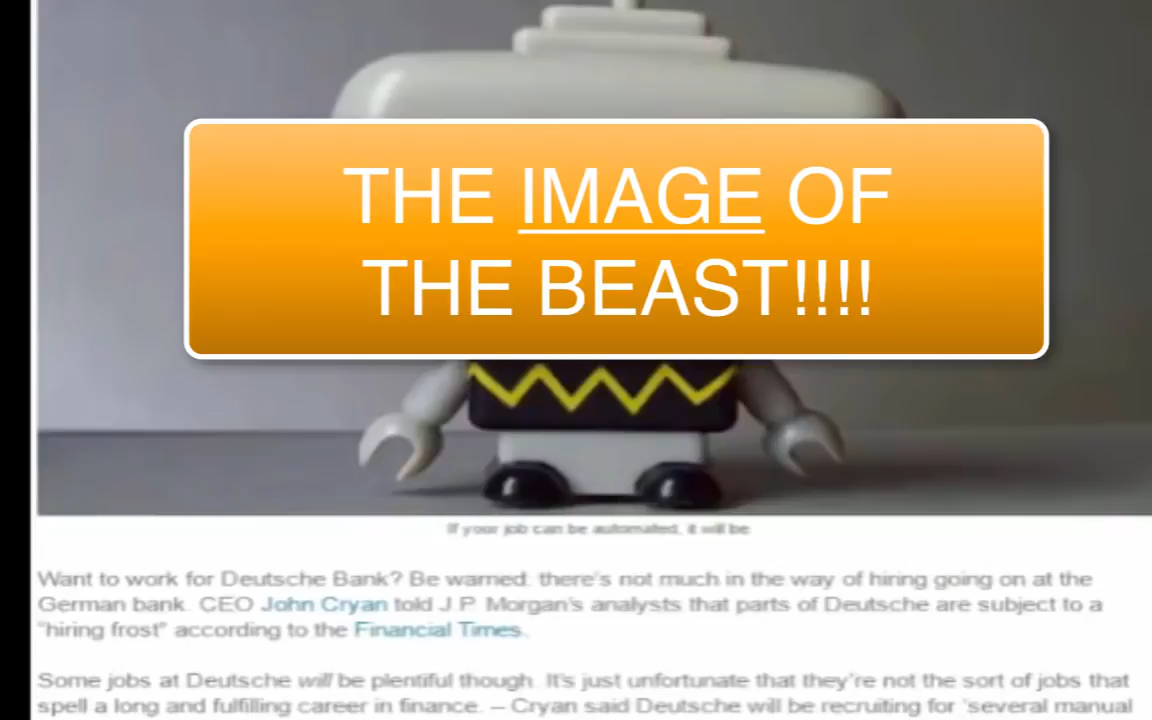 THE IMAGE OF
THE BEAST!!!!
If your job can be automated, it will be
Want to work for Deutsche Bank? Be warned: there's not much in the way of hiring going on at the
German bank. CEO John Cryan told J.P. Morgan's analysts that parts of Deutsche are subject to a
"hiring frost" according to the Financial Times.
Some jobs at Deutsche will be plentiful though. It's just unfortunate that they're not the sort of jobs that
spell a long and fulfilling career in finance. – Cryan said Deutsche will be recruiting for 'several manual